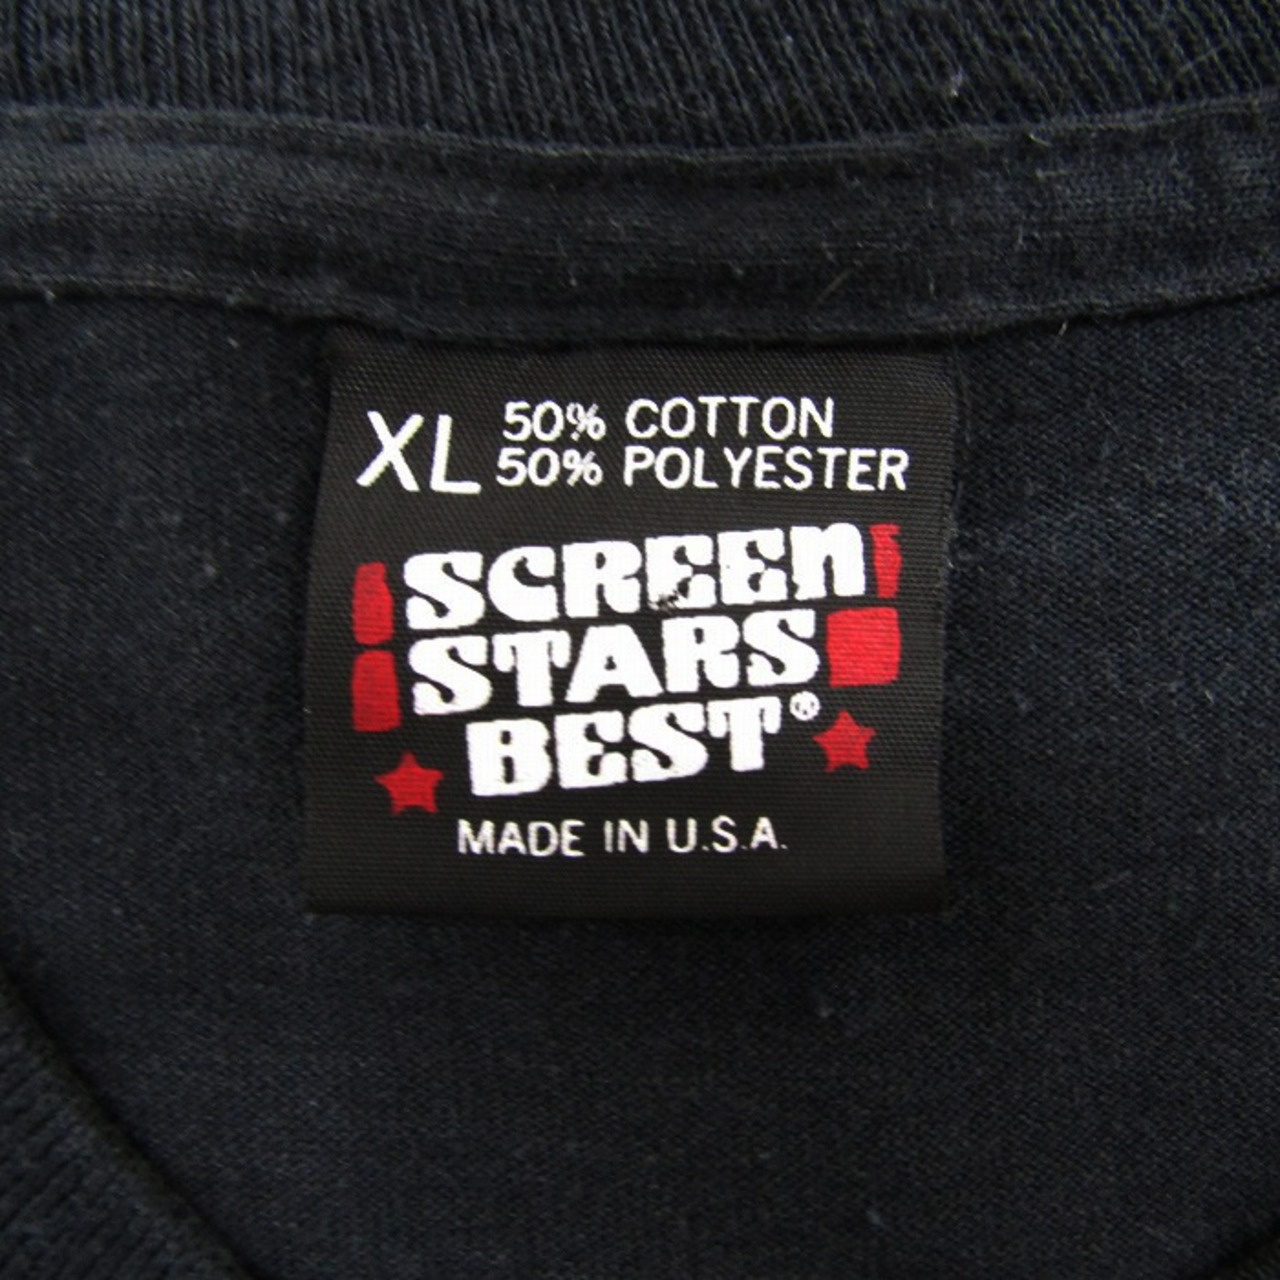 XL 50% COTTON
50% POLYESTER
SCREEN
STARS
BEST®
MADE IN U.S.A.